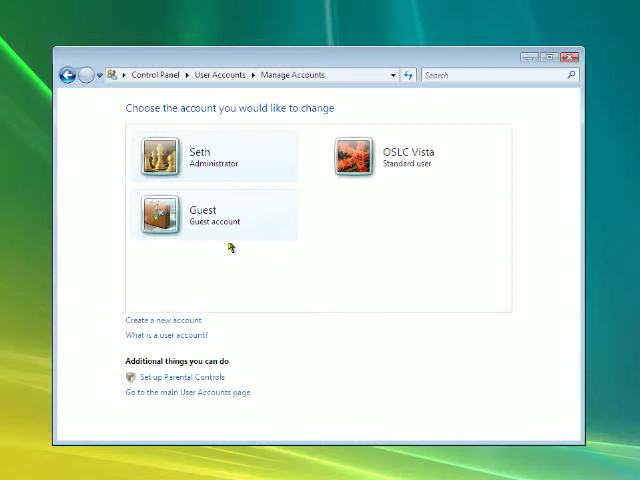 Control Panel User Accounts Manage Accounts Search
Choose the account you would like to change
Seth
Administrator
OSLC Vista
Standard user
Guest
Guest account
Create a new account
What is a user account?
Additional things you can do
Set up Parental Controls
Go to the main User Accounts page